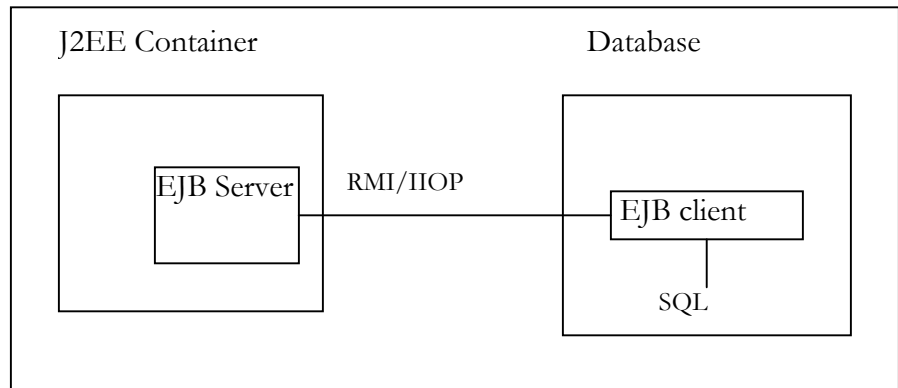 J2EE Container
Database
EJB Server
RMI/IIOP
EJB client
SQL